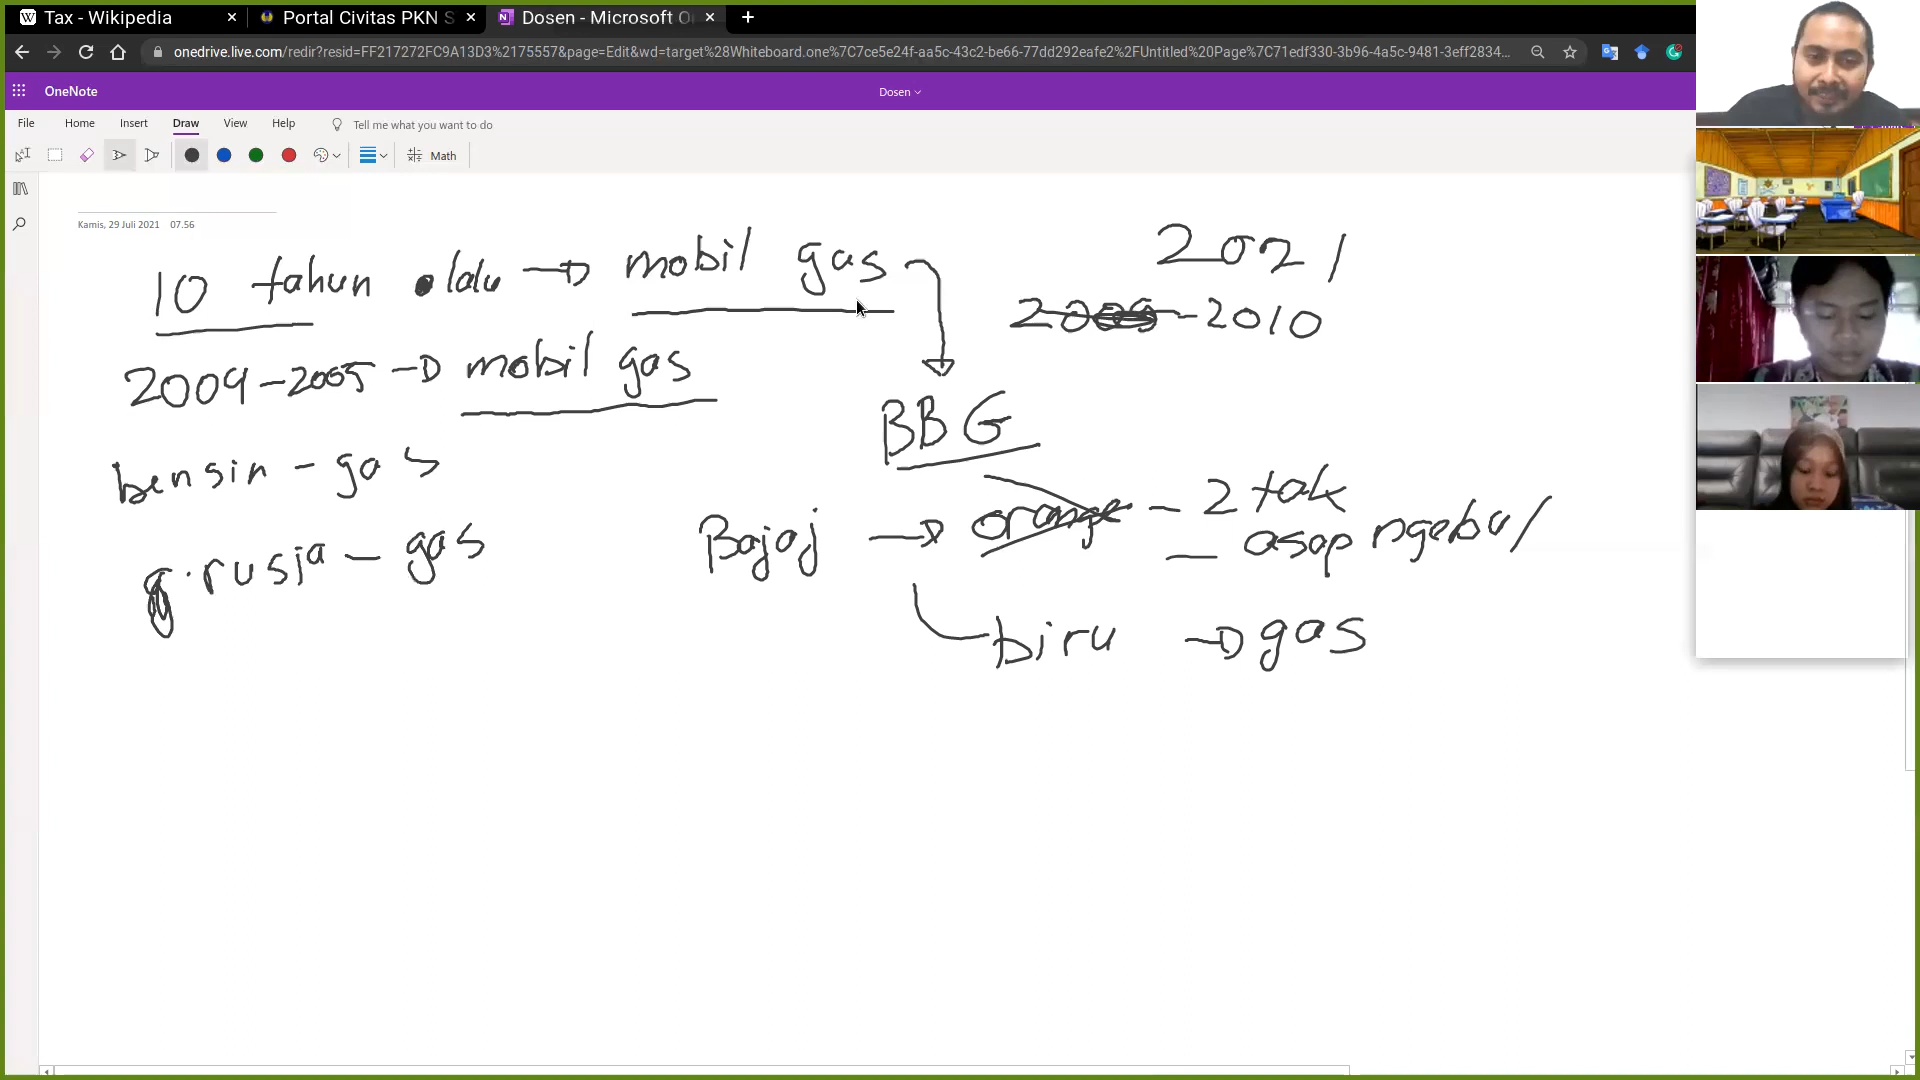 Tax - Wikipedia
Portal Civitas PKN S
Dosen - Microsoft O
onedrive.live.com/redir?resid=FF217272FC9A13D3%2175557&page=Edit&wd=target%28Whiteboard.one%7C7ce5e24f-aa5c-43c2-be66-77dd292eafe2%2FUntitled%20Page%7C71edf330-3b96-4a5c-9481-3eff2834...
OneNote
Dosen
File Home Insert Draw View Help Tell me what you want to do
Math
Kamis, 29 Juli 2021 07.56
10 tahun lalu → mobil gas
2021
2009 - 2010
2009 - 2005 → mobil gas
BBG
bensin - gas
Bajaj → orange - 2 tak
- asap ngebul
g. rusia - gas
biru → gas